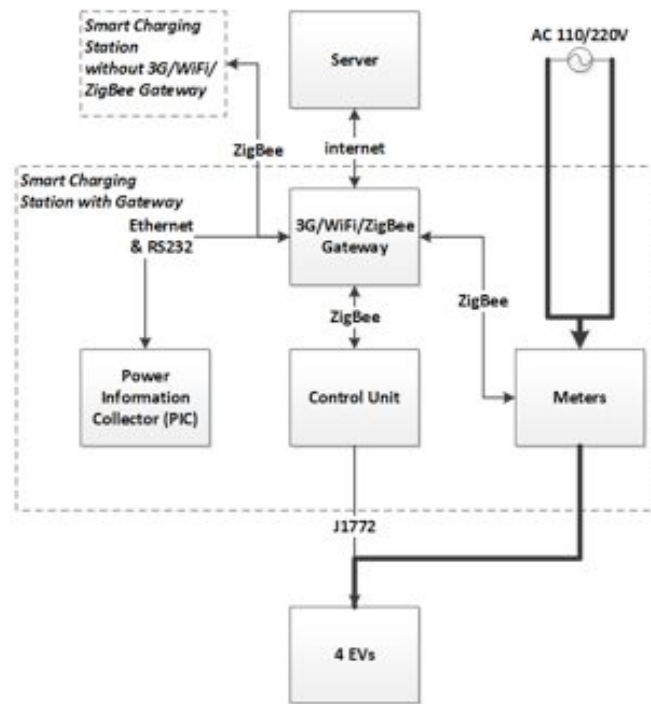 Smart Charging
Station
without 3G/WiFi/
ZigBee Gateway
Server
AC 110/220V
ZigBee
internet
Smart Charging
Station with Gateway
Ethernet
& RS232
3G/WiFi/ZigBee
Gateway
ZigBee
ZigBee
Power
Information
Collector (PIC)
Control Unit
Meters
J1772
4 EVs